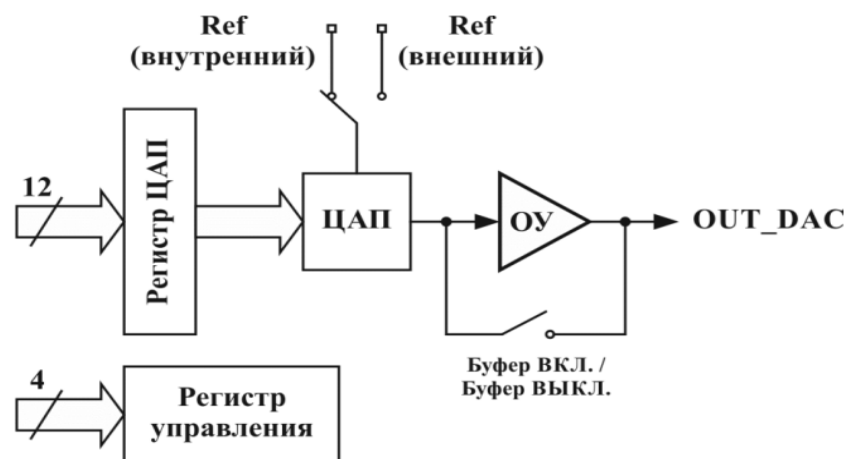 Ref
(внутренний)
Ref
(внешний)
12
Регистр ЦАП
ЦАП
ОУ
OUT_DAC
Буфер ВКЛ. /
Буфер ВЫКЛ.
4
Регистр
управления